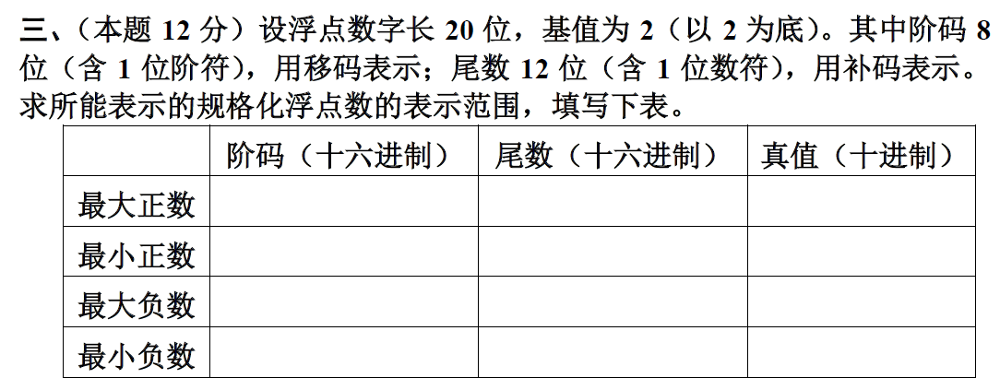 三、（本题 12 分）设浮点数字长 20 位，基值为 2（以 2 为底）。其中阶码 8
位（含 1 位阶符），用移码表示；尾数 12 位（含 1 位数符），用补码表示。
求所能表示的规格化浮点数的表示范围，填写下表。
阶码（十六进制） 尾数（十六进制） 真值（十进制）
最大正数
最小正数
最大负数
最小负数